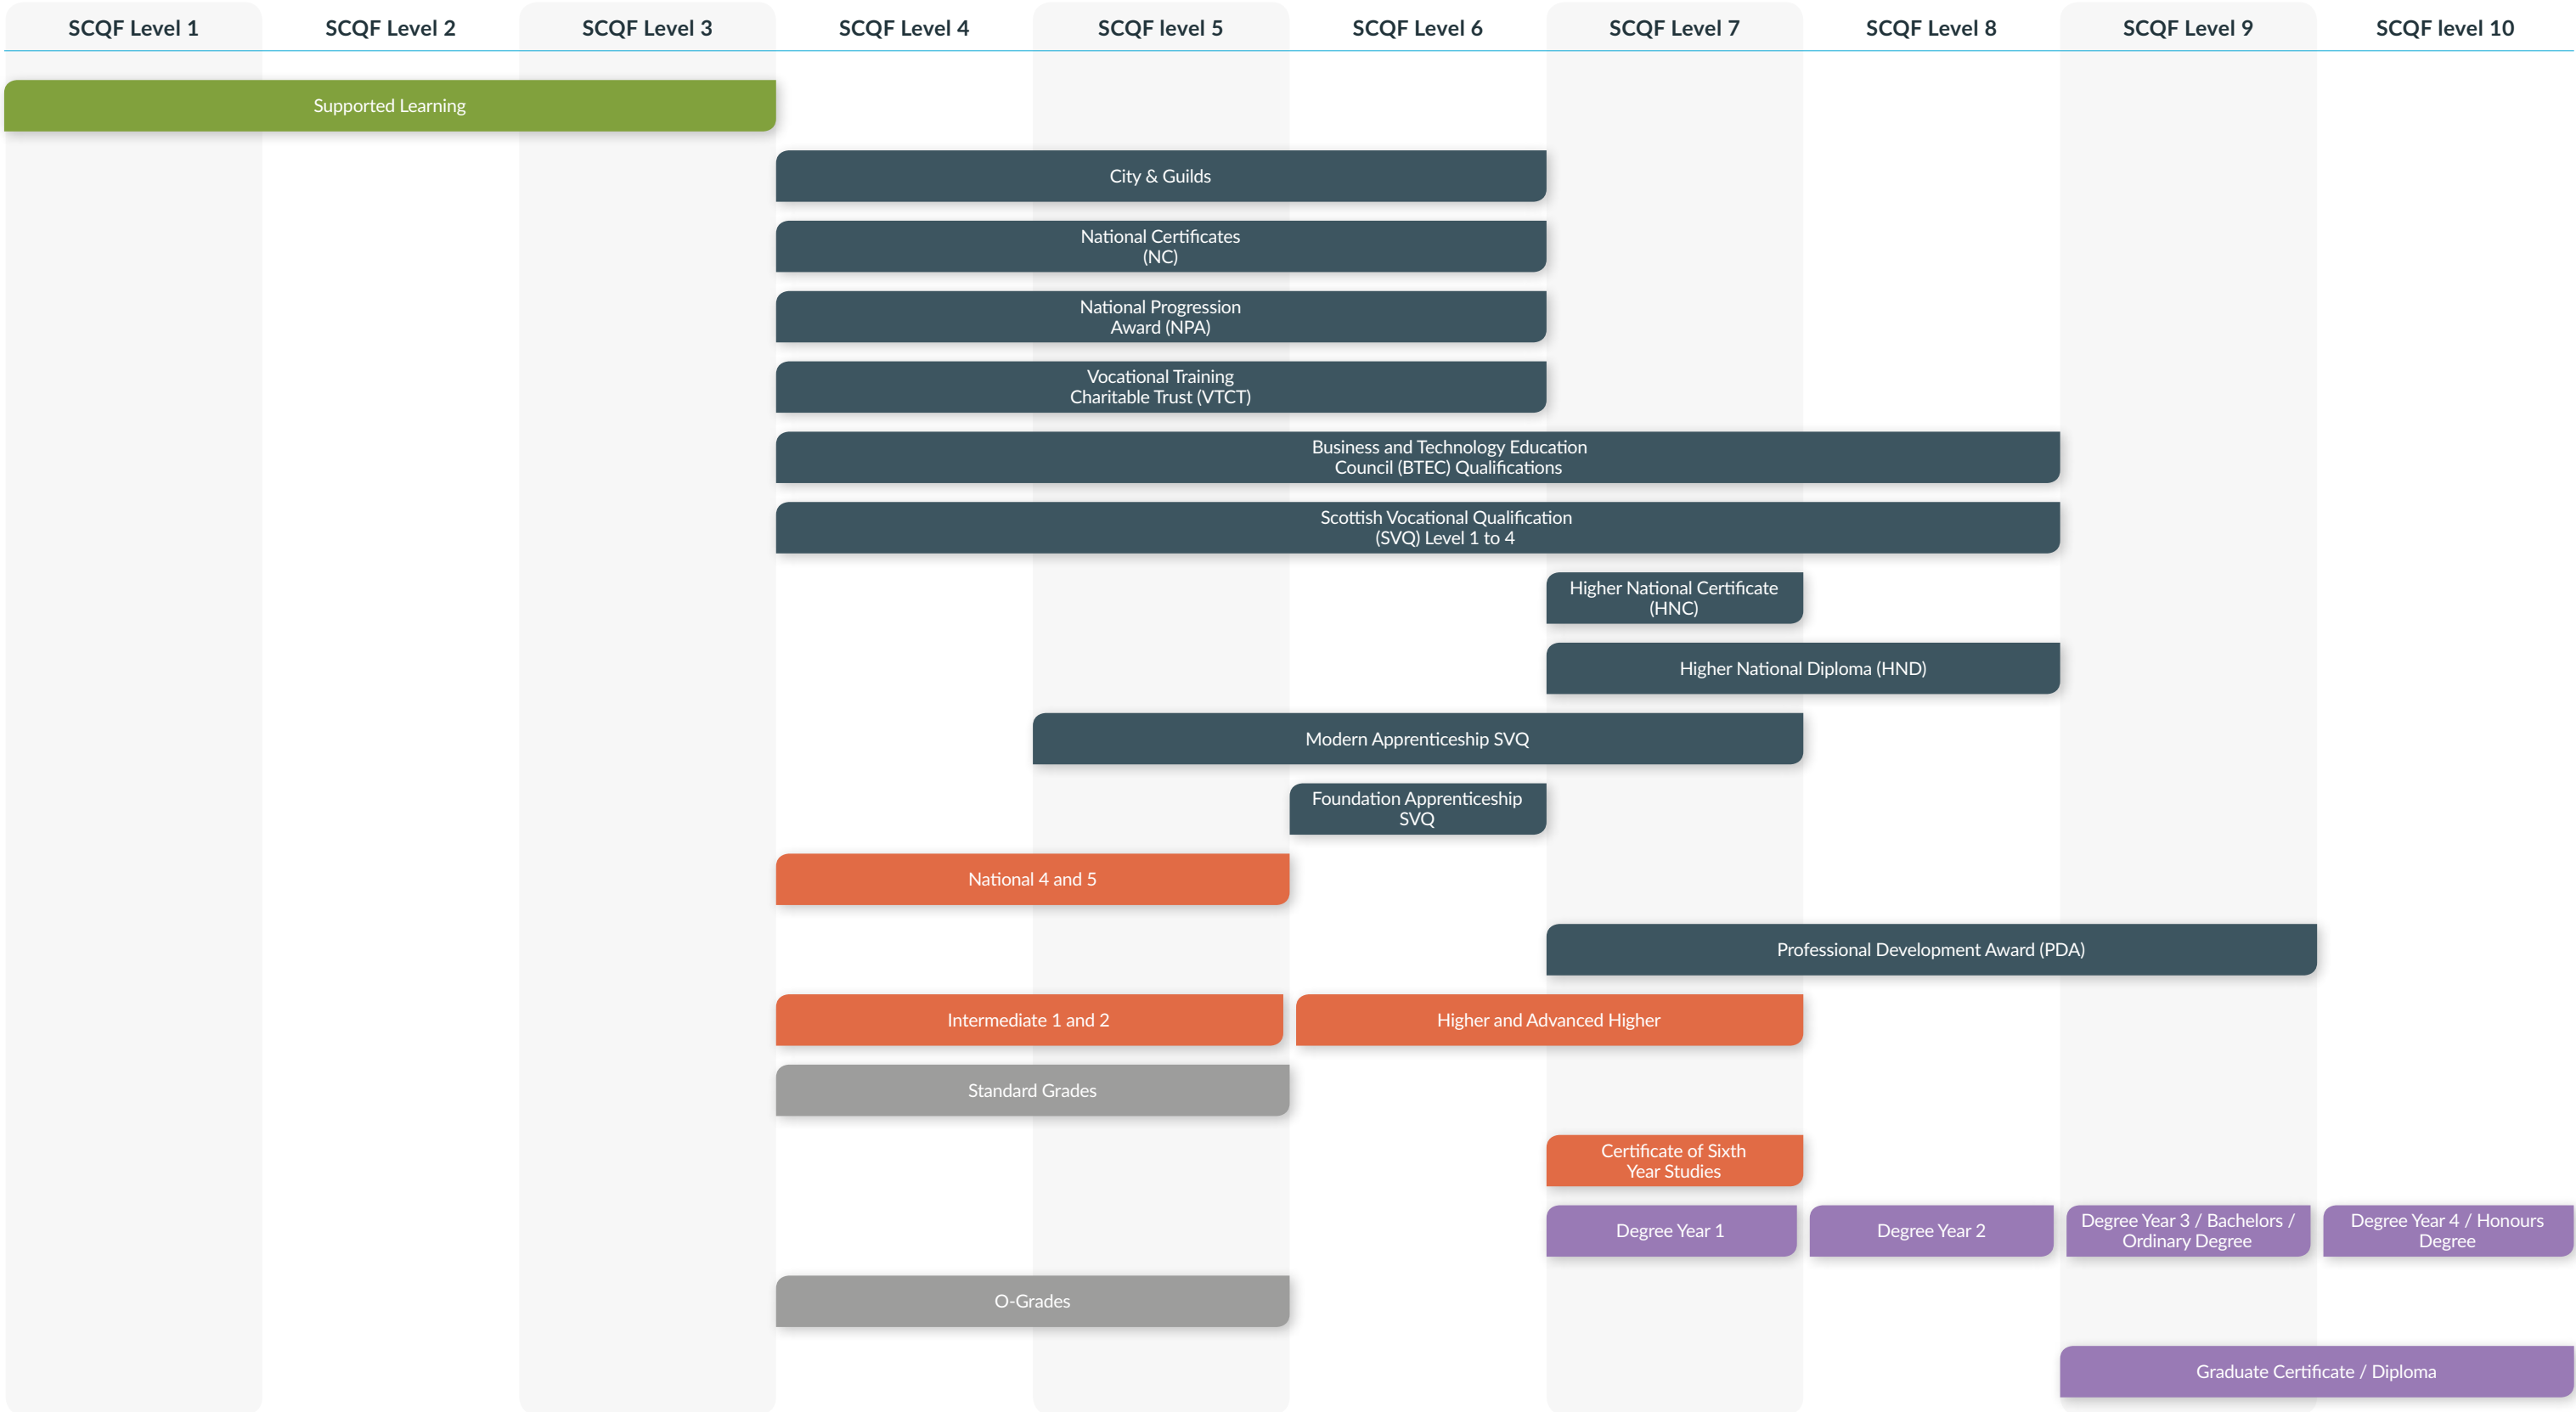 SCQF Level 1
SCQF Level 2
SCQF Level 3
SCQF Level 4
SCQF level 5
SCQF Level 6
SCQF Level 7
SCQF Level 8
SCQF Level 9
SCQF level 10
Supported Learning
City & Guilds
National Certificates
(NC)
National Progression
Award (NPA)
Vocational Training
Charitable Trust (VTCT)
Business and Technology Education
Council (BTEC) Qualifications
Scottish Vocational Qualification
(SVQ) Level 1 to 4
Higher National Certificate
(HNC)
Higher National Diploma (HND)
Modern Apprenticeship SVQ
Foundation Apprenticeship
SVQ
National 4 and 5
Professional Development Award (PDA)
Intermediate 1 and 2
Higher and Advanced Higher
Standard Grades
Certificate of Sixth
Year Studies
Degree Year 1
Degree Year 2
Degree Year 3 / Bachelors /
Ordinary Degree
Degree Year 4 / Honours
Degree
O-Grades
Graduate Certificate / Diploma